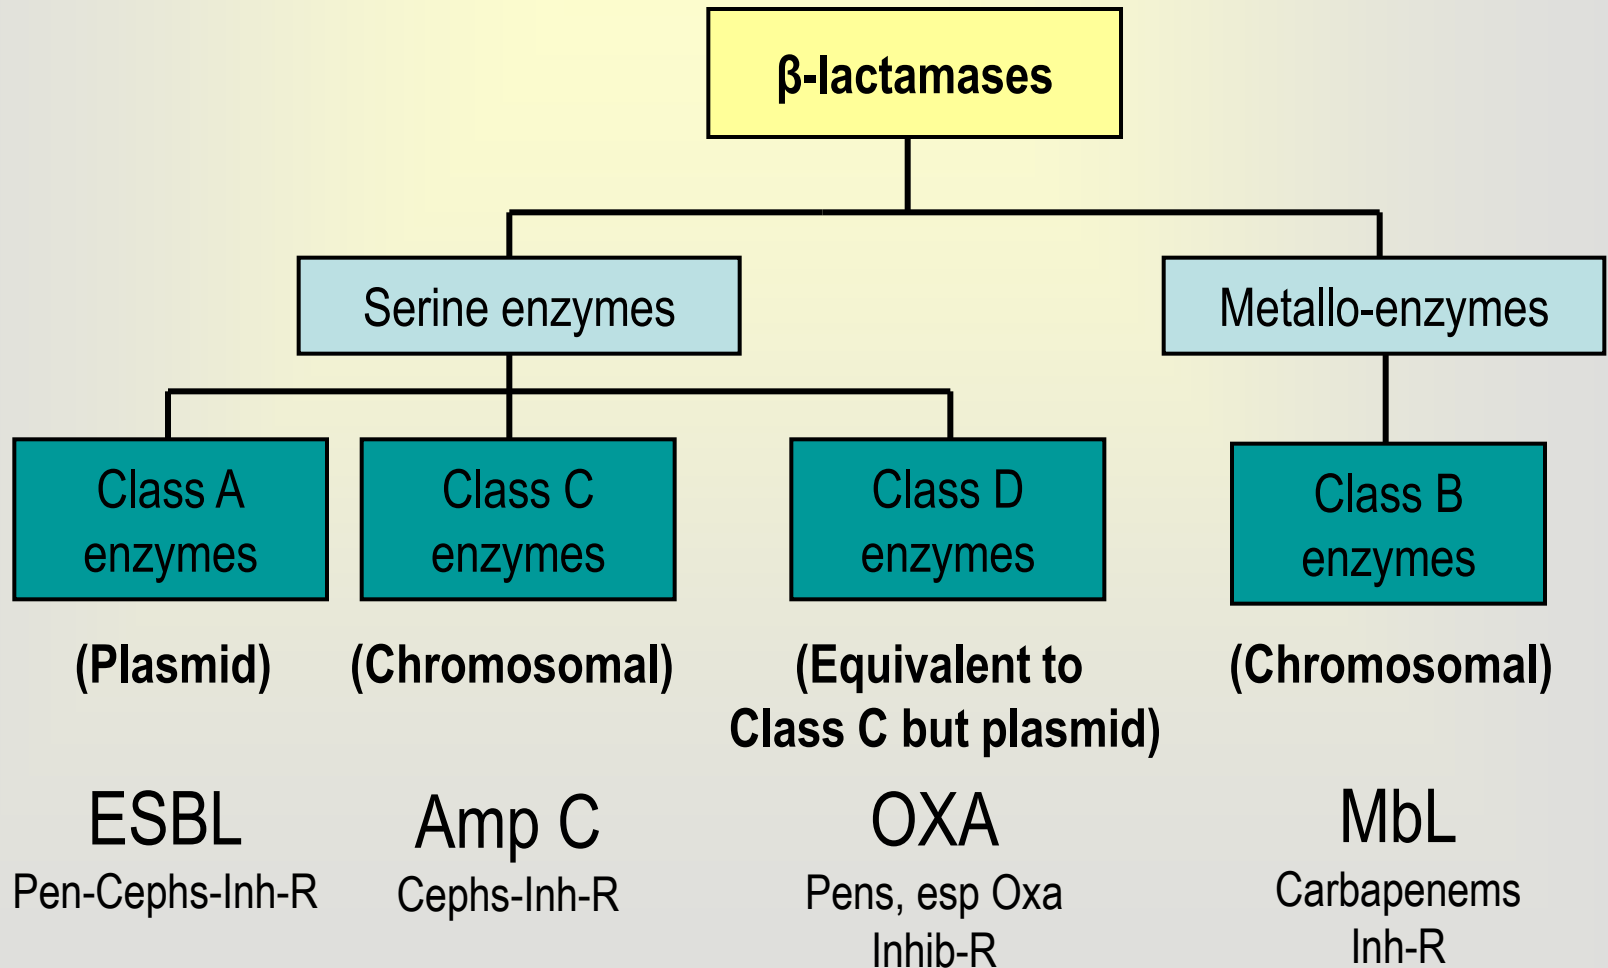 β-lactamases
Serine enzymes
Metallo-enzymes
Class A
enzymes
Class C
enzymes
Class D
enzymes
Class B
enzymes
(Plasmid)
(Chromosomal)
(Equivalent to
Class C but plasmid)
(Chromosomal)
ESBL
Amp C
OXA
MbL
Pen-Cephs-Inh-R
Cephs-Inh-R
Pens, esp Oxa
Inhib-R
Carbapenems
Inh-R